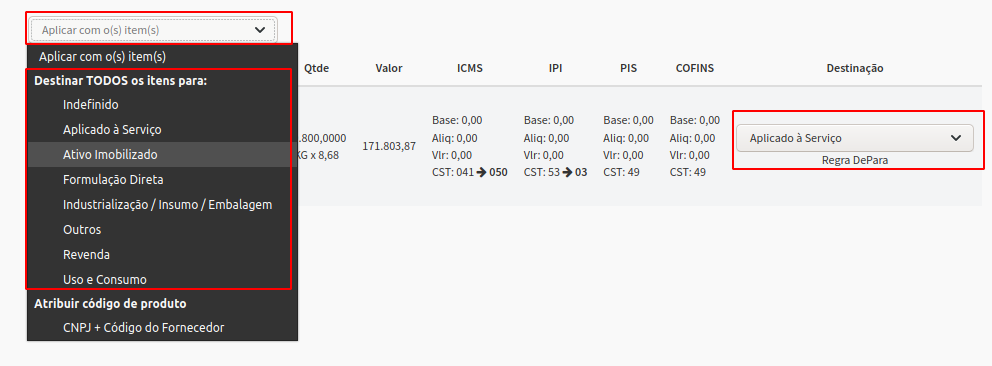 Aplicar com o(s) item(s)
Aplicar com o(s) item(s)
Destinar TODOS os itens para:
Indefinido
Aplicado à Serviço
Ativo Imobilizado
Formulação Direta
Industrialização / Insumo / Embalagem
Outros
Revenda
Uso e Consumo
Atribuir código de produto
CNPJ + Código do Fornecedor
Qtde Valor ICMS IPI PIS COFINS Destinação
.800,0000
KG x 8,68
171.803,87
Base: 0,00
Aliq: 0,00
Vlr: 0,00
CST: 041 ➔ 050
Base: 0,00
Aliq: 0,00
Vlr: 0,00
CST: 53 ➔ 03
Base: 0,00
Aliq: 0,00
Vlr: 0,00
CST: 49
Base: 0,00
Aliq: 0,00
Vlr: 0,00
CST: 49
Aplicado à Serviço
Regra DePara